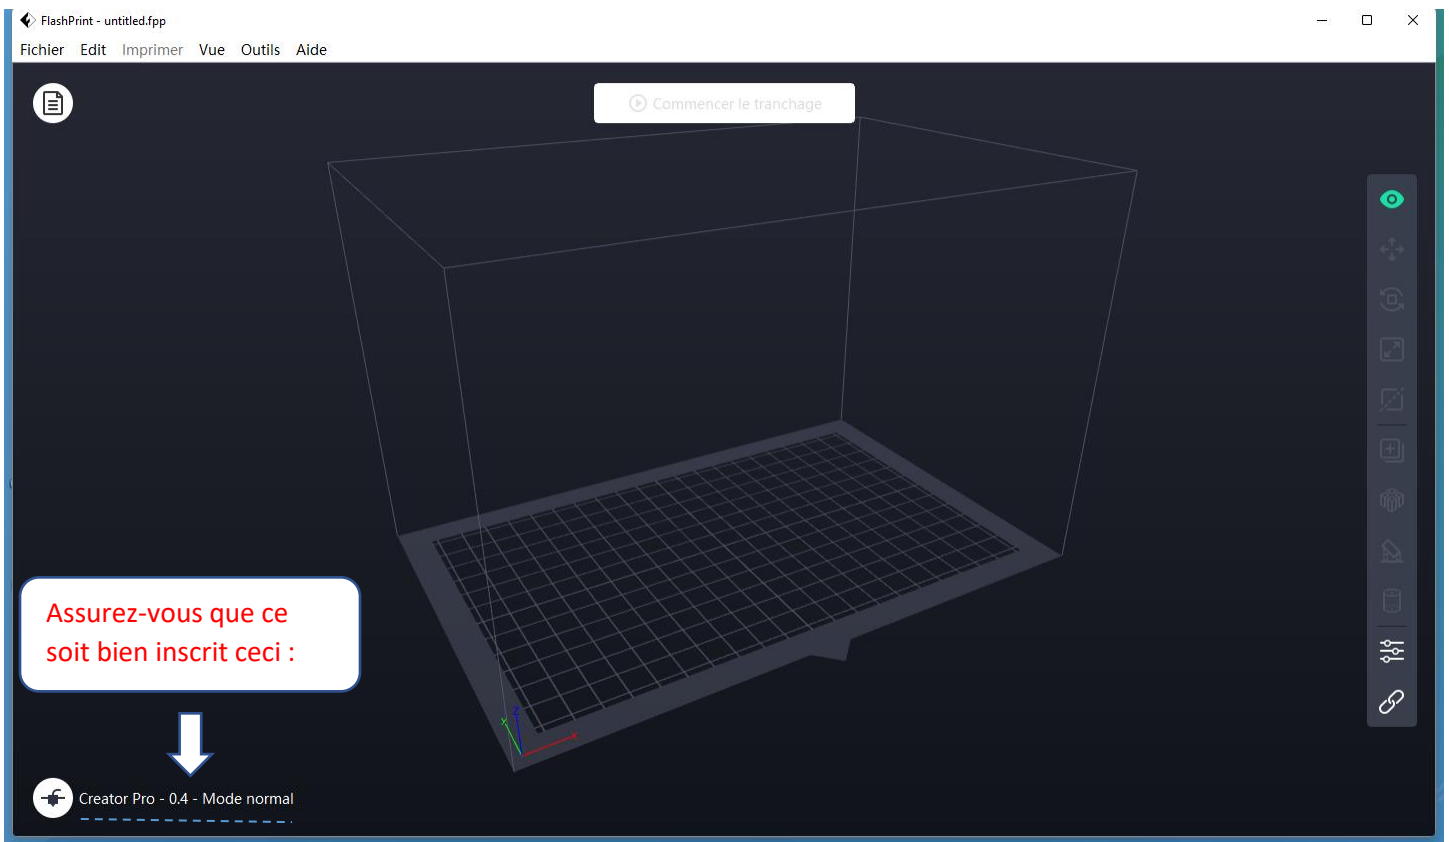 FlashPrint - untitled.fpp
Fichier Edit Imprimer Vue Outils Aide
Commencer le tranchage
Assurez-vous que ce
soit bien inscrit ceci :
Z
Y
X
Creator Pro - 0.4 - Mode normal